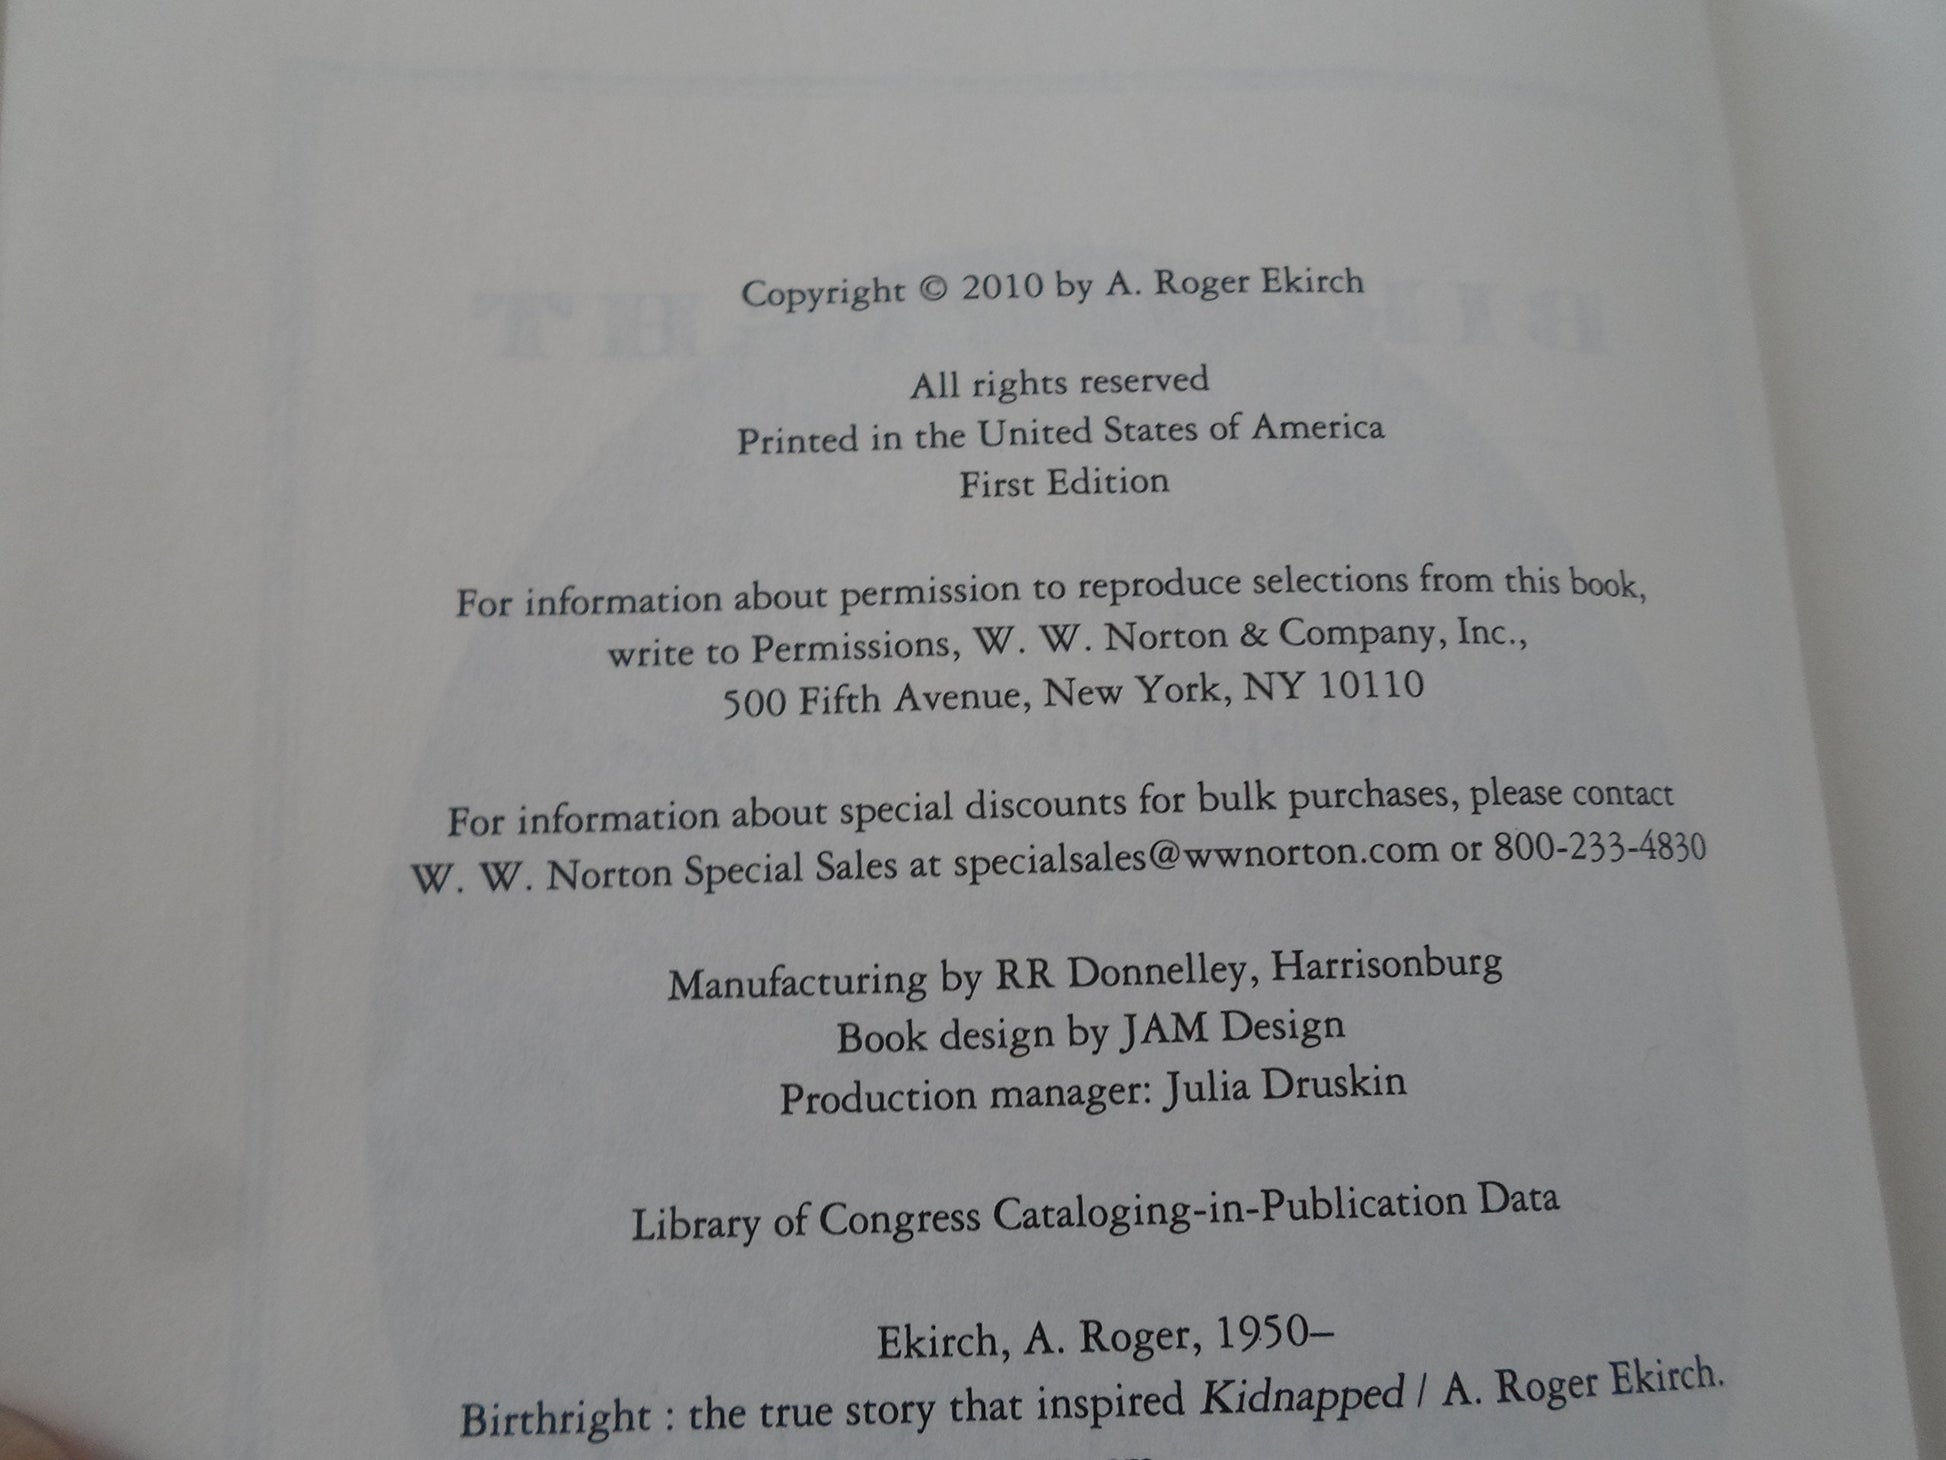 Copyright © 2010 by A. Roger Ekirch
All rights reserved
Printed in the United States of America
First Edition
For information about permission to reproduce selections from this book,
write to Permissions, W. W. Norton & Company, Inc.,
500 Fifth Avenue, New York, NY 10110
For information about special discounts for bulk purchases, please contact
W. W. Norton Special Sales at specialsales@wwnorton.com or 800-233-4830
Manufacturing by RR Donnelley, Harrisonburg
Book design by JAM Design
Production manager: Julia Druskin
Library of Congress Cataloging-in-Publication Data
Ekirch, A. Roger, 1950–
Birthright : the true story that inspired Kidnapped / A. Roger Ekirch.